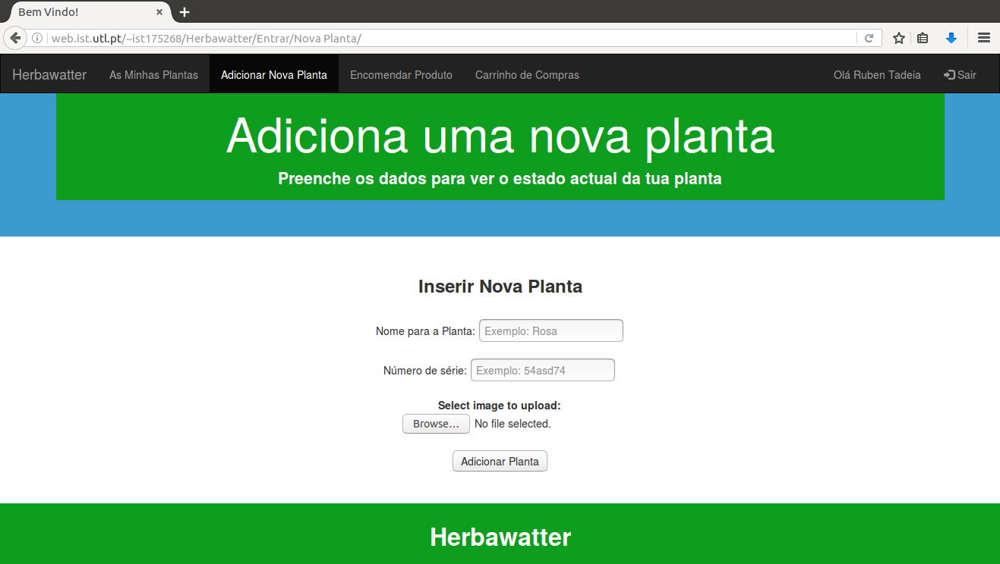 Bem Vindo!
web.ist.utl.pt/~ist175268/Herbawatter/Entrar/Nova Planta/
Herbawatter As Minhas Plantas Adicionar Nova Planta Encomendar Produto Carrinho de Compras Olá Ruben Tadeia Sair
Adiciona uma nova planta
Preenche os dados para ver o estado actual da tua planta
Inserir Nova Planta
Nome para a Planta: Exemplo: Rosa
Número de série: Exemplo: 54asd74
Select image to upload:
Browse... No file selected.
Adicionar Planta
Herbawatter